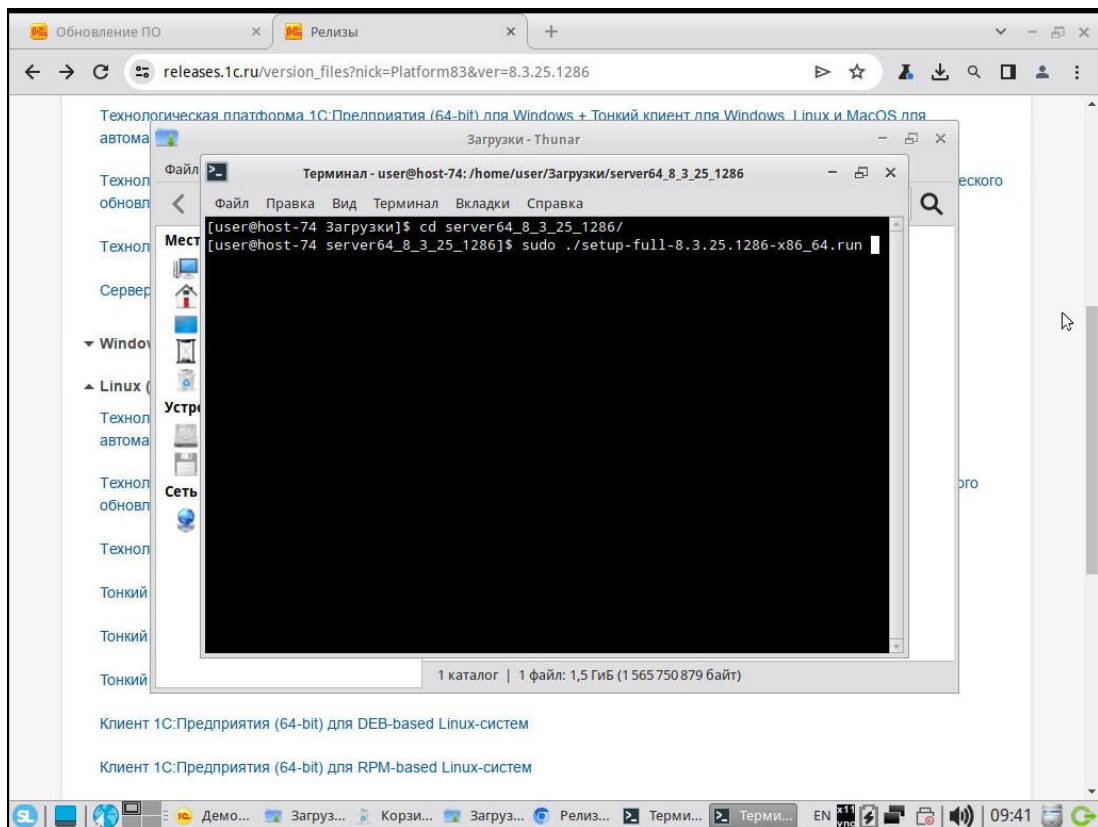 Обновление ПО
Релизы
releases.1c.ru/version_files?nick=Platform83&ver=8.3.25.1286
Технологическая платформа 1С:Предприятия (64-bit) для Windows + Тонкий клиент для Windows, Linux и MacOS для
автома
Загрузки - Thunar
Файл
Терминал - user@host-74: /home/user/Загрузки/server64_8_3_25_1286
Технол
еского
обновл
Файл Правка Вид Терминал Вкладки Справка
[user@host-74 Загрузки]$ cd server64_8_3_25_1286/
[user@host-74 server64_8_3_25_1286]$ sudo ./setup-full-8.3.25.1286-x86_64.run
Мест
Технол
Сервер
Windov
Linux (
Устро
Технол
автома
Технол
ого
Сеть
обновл
Технол
Тонкий
Тонкий
Тонкий
1 каталог | 1 файл: 1,5 ГиБ (1 565 750 879 байт)
Клиент 1С:Предприятия (64-bit) для DEB-based Linux-систем
Клиент 1С:Предприятия (64-bit) для RPM-based Linux-систем
SL
Демо... Загруз... Корзи... Загруз... Релиз... Терми... Терми... EN x11 vnc 09:41